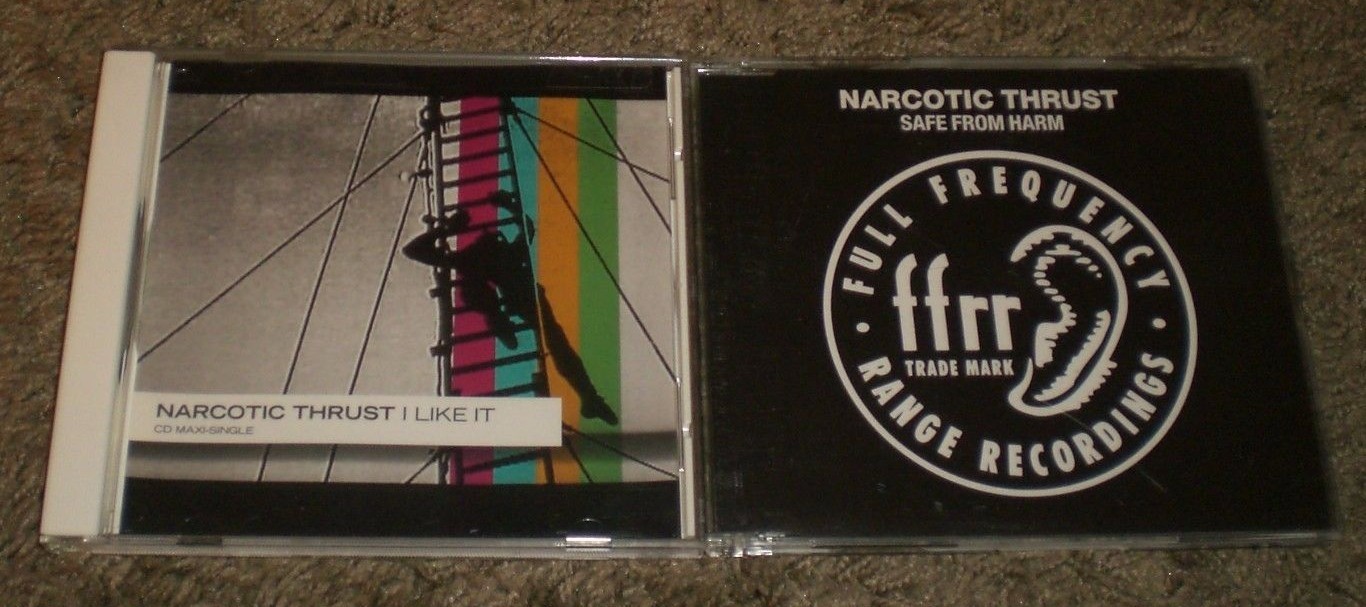 NARCOTIC THRUST I LIKE IT
CD MAXI-SINGLE
NARCOTIC THRUST
SAFE FROM HARM
FULL FREQUENCY
ffrr
TRADE MARK
RANGE RECORDINGS